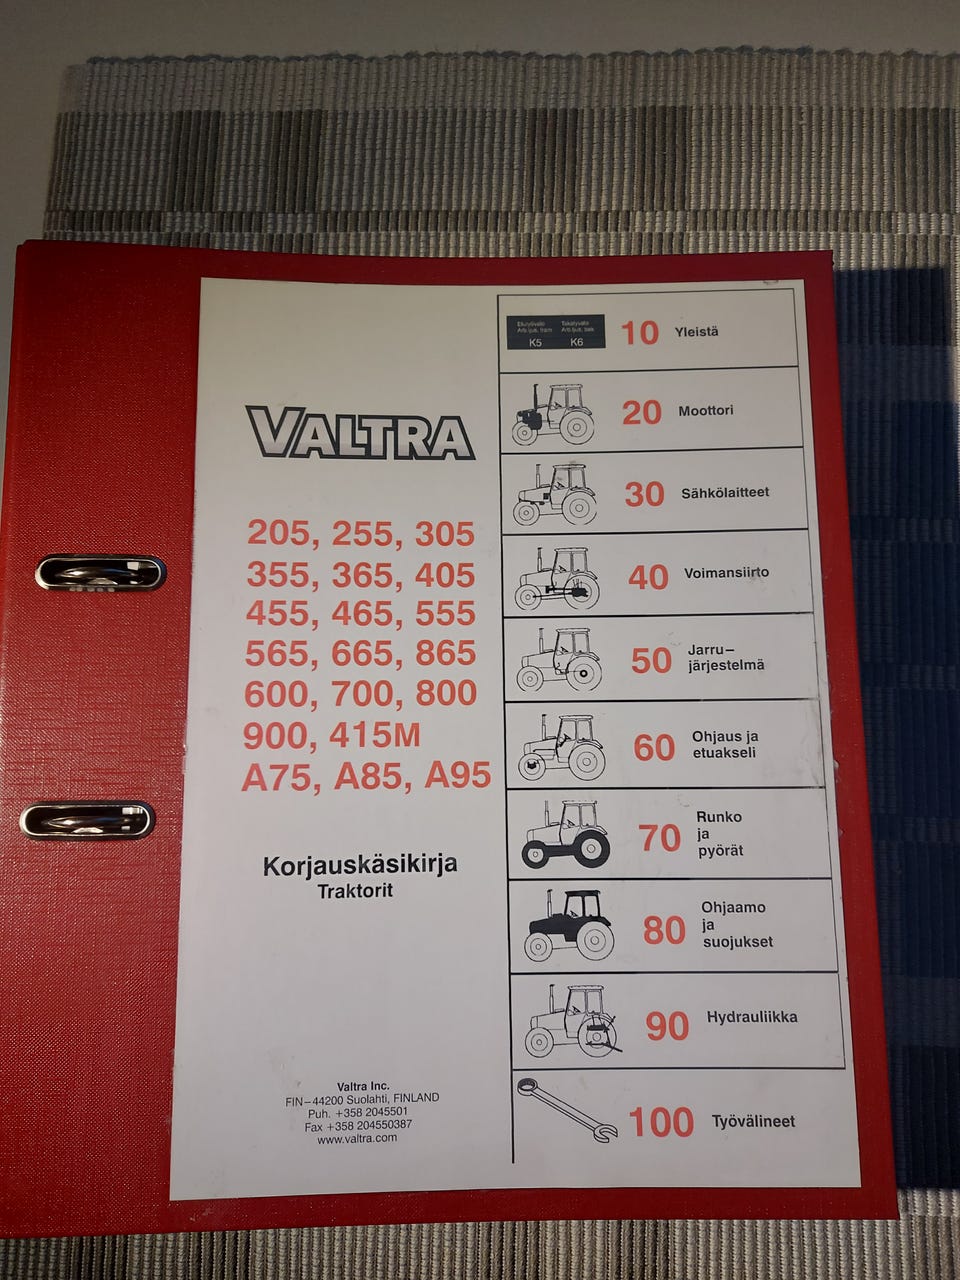 VALTRA
205, 255, 305
355, 365, 405
455, 465, 555
565, 665, 865
600, 700, 800
900, 415M
A75, A85, A95
Korjauskäsikirja
Traktorit
Valtra Inc.
FIN–44200 Suolahti, FINLAND
Puh. +358 2045501
Fax +358 204550387
www.valtra.com
K5 K6
10 Yleistä
20 Moottori
30 Sähkölaitteet
40 Voimansiirto
50 Jarru–
järjestelmä
60 Ohjaus ja
etuakseli
70 Runko
ja
pyörät
80 Ohjaamo
ja
suojukset
90 Hydrauliikka
100 Työvälineet